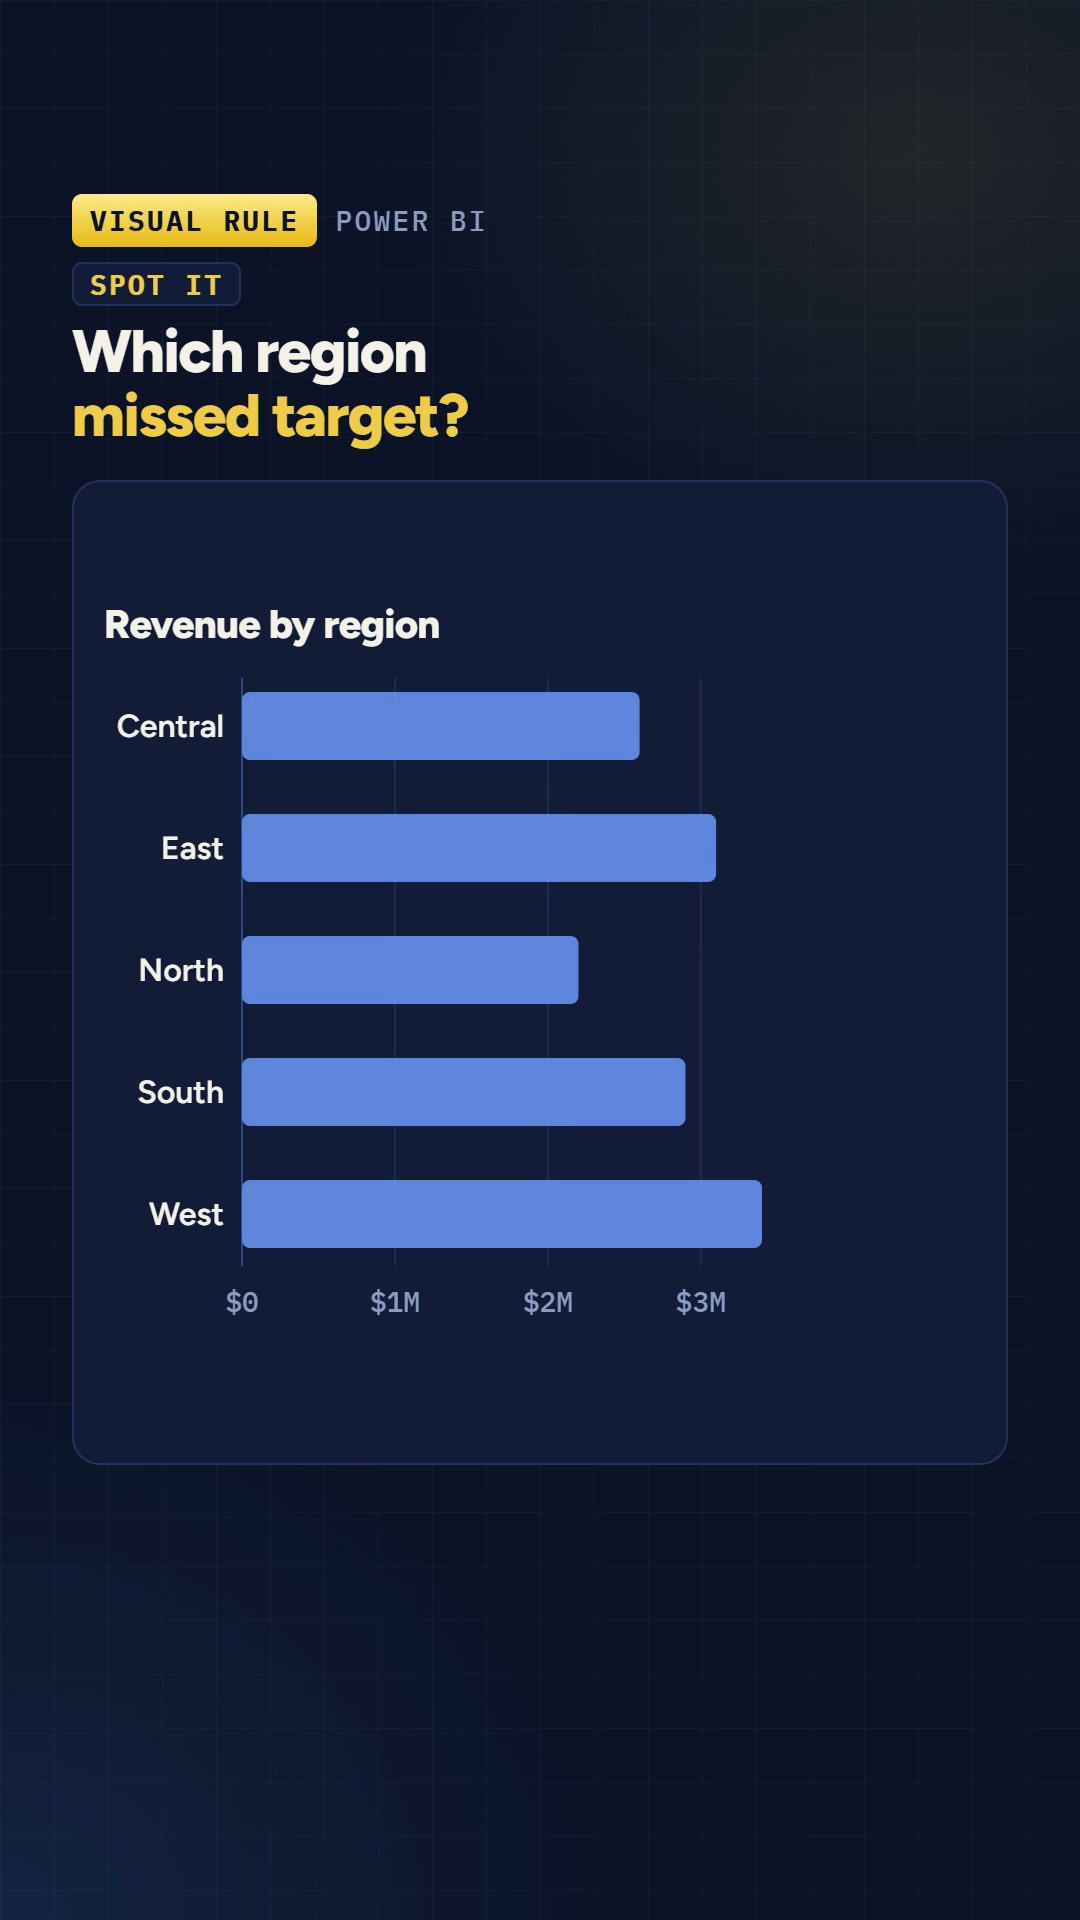 VISUAL RULE POWER BI
SPOT IT
Which region
missed target?
Revenue by region
Central
East
North
South
West
$0 $1M $2M $3M